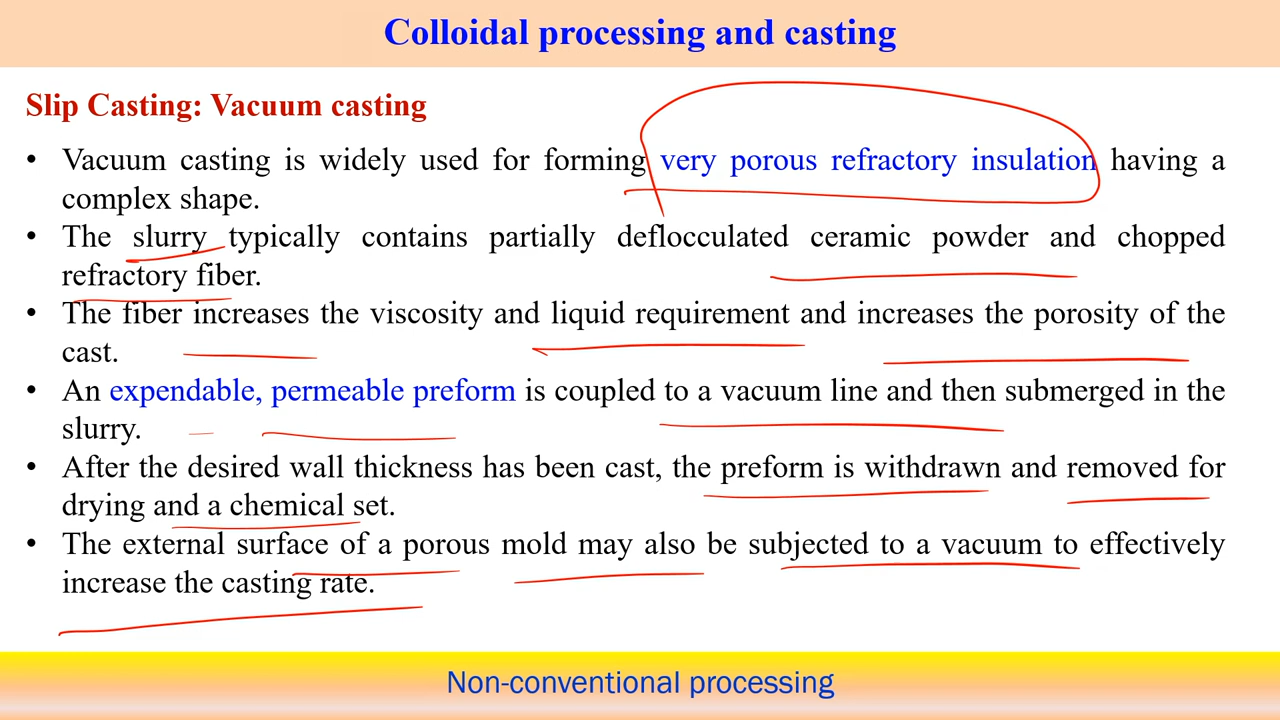 Colloidal processing and casting
Slip Casting: Vacuum casting
• Vacuum casting is widely used for forming very porous refractory insulation having a
complex shape.
• The slurry typically contains partially deflocculated ceramic powder and chopped
refractory fiber.
• The fiber increases the viscosity and liquid requirement and increases the porosity of the
cast.
• An expendable, permeable preform is coupled to a vacuum line and then submerged in the
slurry.
• After the desired wall thickness has been cast, the preform is withdrawn and removed for
drying and a chemical set.
• The external surface of a porous mold may also be subjected to a vacuum to effectively
increase the casting rate.
Non-conventional processing